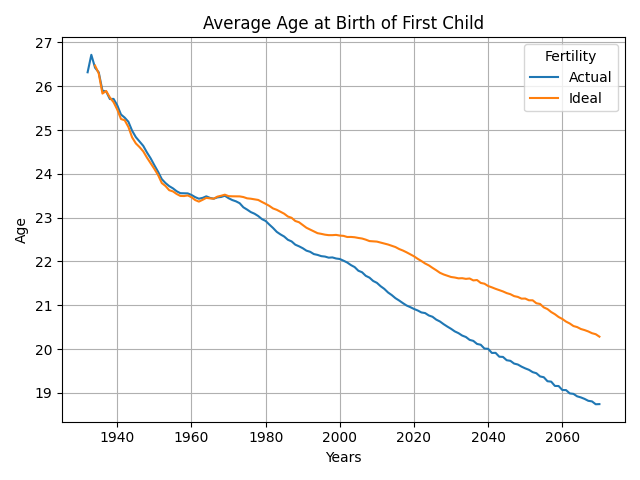 Average Age at Birth of First Child
27
26
25
24
23
22
21
20
19
Age
Fertility
Actual
Ideal
1940 1960 1980 2000 2020 2040 2060
Years